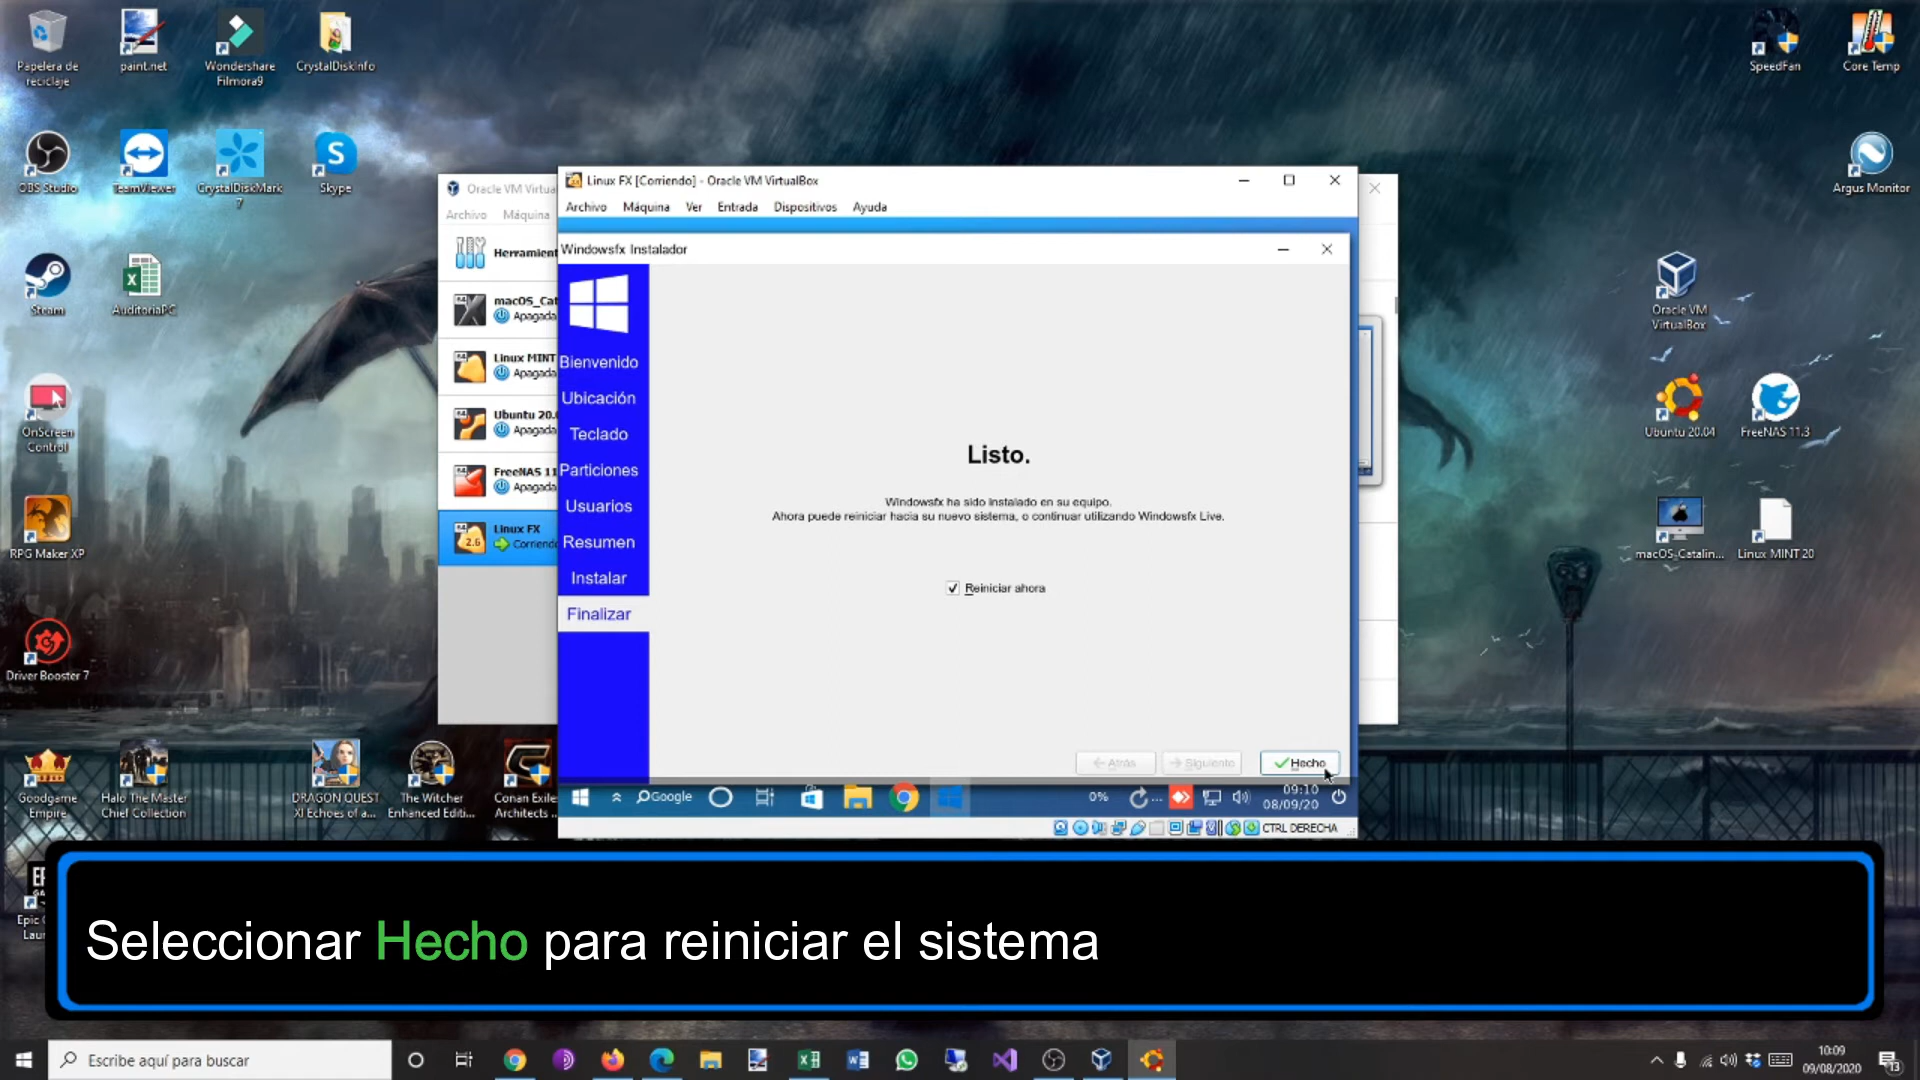 Papelera de
reciclaje
paint.net
Wondershare
Filmora9
CrystalDiskInfo
SpeedFan
Core Temp
OBS Studio
TeamViewer
CrystalDiskMark
7
Skype
Argus Monitor
Steam
AuditoriaPC
Oracle VM
VirtualBox
OnScreen
Control
Ubuntu 20.04
FreeNAS 11.3
RPG Maker XP
macOS_Catalin...
Linux MINT 20
Driver Booster 7
Goodgame
Empire
Halo The Master
Chief Collection
DRAGON QUEST
XI Echoes of a...
The Witcher
Enhanced Editi...
Conan Exile
Architects ...
Oracle VM Virtua
Archivo
Máquina
Herramient
macOS_Cat
Apagada
Linux MINT
Apagada
Ubuntu 20.0
Apagada
FreeNAS 11
Apagada
Linux FX
Corriendo
2.6
Linux FX [Corriendo] - Oracle VM VirtualBox
Archivo Máquina Ver Entrada Dispositivos Ayuda
Windowsfx Instalador
Bienvenido
Ubicación
Teclado
Particiones
Usuarios
Resumen
Instalar
Finalizar
Listo.
Windowsfx ha sido instalado en su equipo.
Ahora puede reiniciar hacia su nuevo sistema, o continuar utilizando Windowsfx Live.
Reiniciar ahora
Atrás
Siguiente
Hecho
Google
0%
09:10
08/09/20
CTRL DERECHA
Epic
Lau
Seleccionar Hecho para reiniciar el sistema
Escribe aquí para buscar
10:09
09/08/2020
13